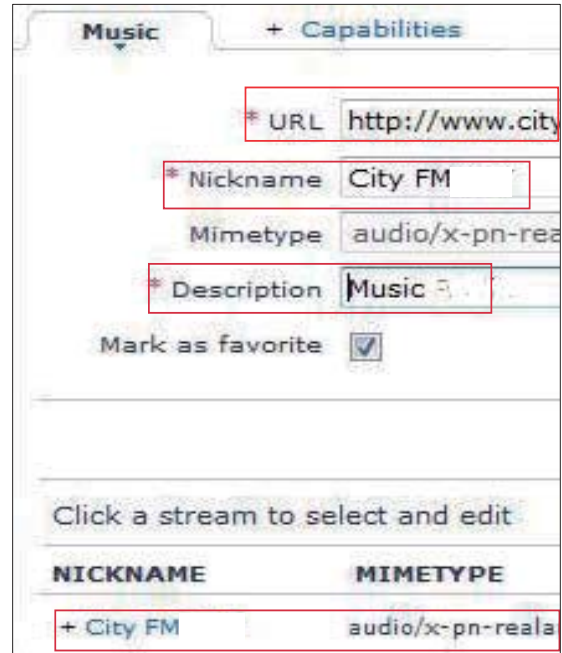 Music + Capabilities
* URL http://www.city
* Nickname City FM
Mimetype audio/x-pn-rea
* Description Music
Mark as favorite
Click a stream to select and edit
NICKNAME MIMETYPE
+ City FM audio/x-pn-reala